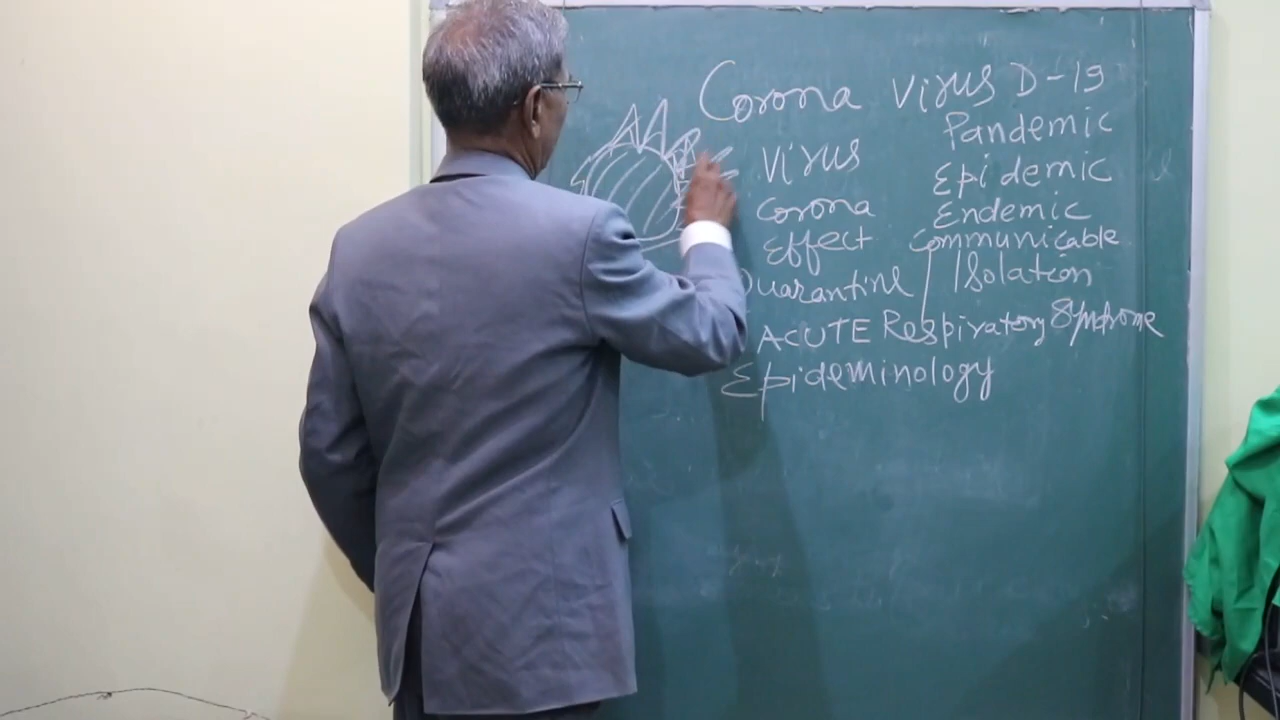 Corona Virus D-19
Virus Pandemic
Corona Epidemic
Effect Endemic
Communicable
Quarantine / Isolation
ACUTE Respiratory Syndrome
Epideminology